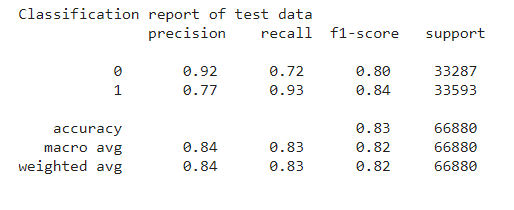 Classification report of test data
precision recall f1-score support
0 0.92 0.72 0.80 33287
1 0.77 0.93 0.84 33593
accuracy 0.83 66880
macro avg 0.84 0.83 0.82 66880
weighted avg 0.84 0.83 0.82 66880